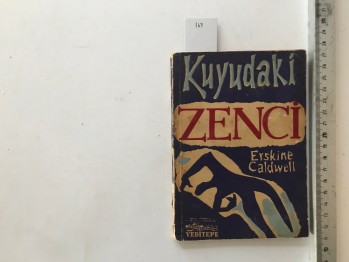 Kuyudaki
ZENCİ
Erskine
Caldwell
YEDİTEPE